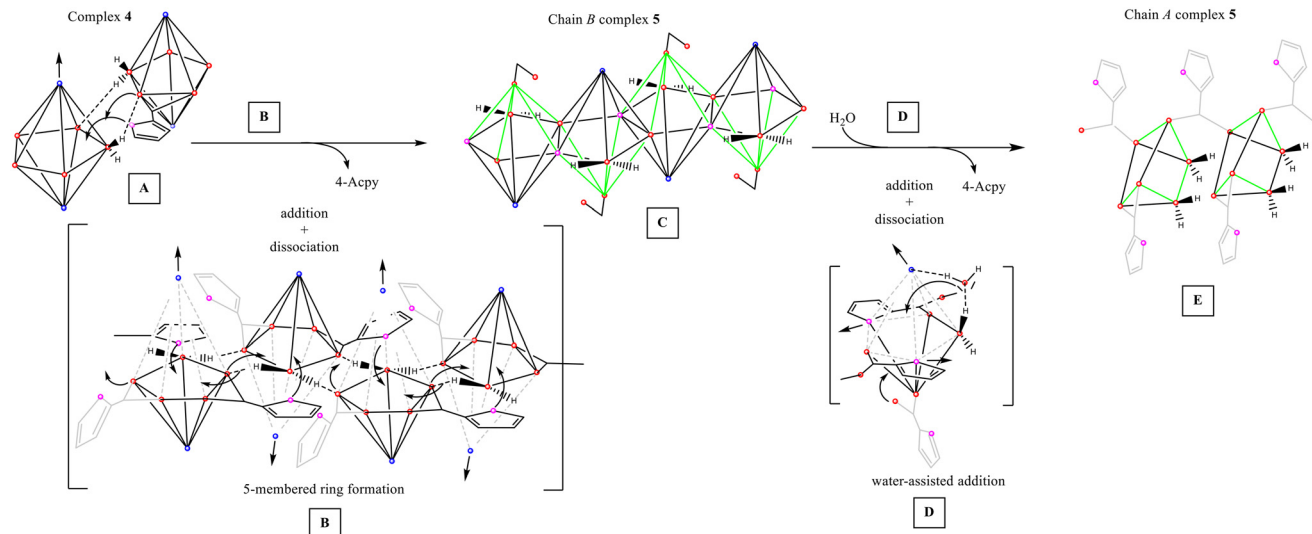 Complex 4
Chain B complex 5
Chain A complex 5
H
H
H
H
A
B
4-Acpy
addition
+
dissociation
H
H
H
H
H
H
H
H
C
H2O
D
4-Acpy
addition
+
dissociation
H
H
H
H
H
H
H
H
E
H
H
H
H
H
H
H
H
5-membered ring formation
B
H
H
H
H
water-assisted addition
D